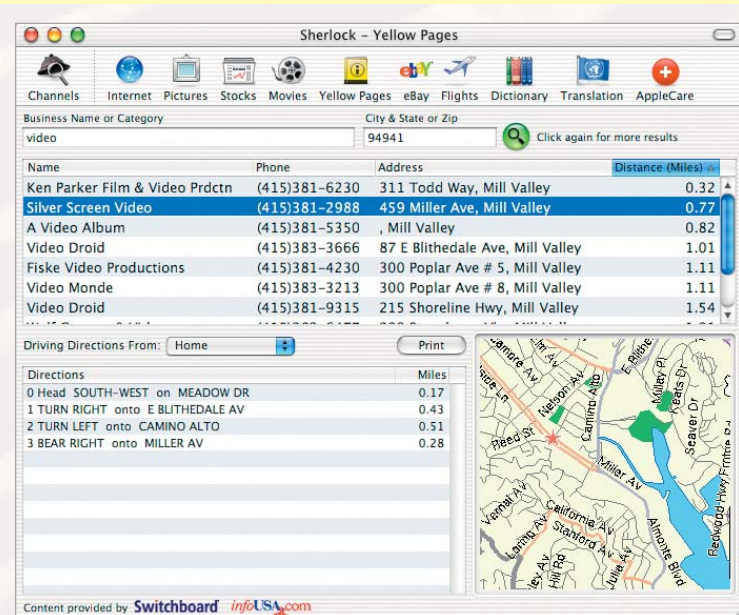 Sherlock – Yellow Pages
Channels Internet Pictures Stocks Movies Yellow Pages eBay Flights Dictionary Translation AppleCare
Business Name or Category City & State or Zip
video 94941 Click again for more results
Name Phone Address Distance (Miles)
Ken Parker Film & Video Prdctn (415)381-6230 311 Todd Way, Mill Valley 0.32
Silver Screen Video (415)381-2988 459 Miller Ave, Mill Valley 0.77
A Video Album (415)381-5350 , Mill Valley 0.82
Video Droid (415)383-3666 87 E Blithedale Ave, Mill Valley 1.01
Fiske Video Productions (415)381-4230 300 Poplar Ave # 5, Mill Valley 1.11
Video Monde (415)383-3213 300 Poplar Ave # 8, Mill Valley 1.11
Video Droid (415)381-9315 215 Shoreline Hwy, Mill Valley 1.54
Driving Directions From: Home Print
Directions Miles
0 Head SOUTH-WEST on MEADOW DR 0.17
1 TURN RIGHT onto E BLITHEDALE AV 0.43
2 TURN LEFT onto CAMINO ALTO 0.51
3 BEAR RIGHT onto MILLER AV 0.28
E Blithe
Millay Pl
Keats Dr
Nelson Av
Camino Alto
Seaver Dr
Reed St
Miller Av
Redwood Hwy Frntge Rd
Vernal Av
California Av
Stanford Av
Almonte Blvd
Julia Av
Hill Rd
Content provided by Switchboard infoUSA.com